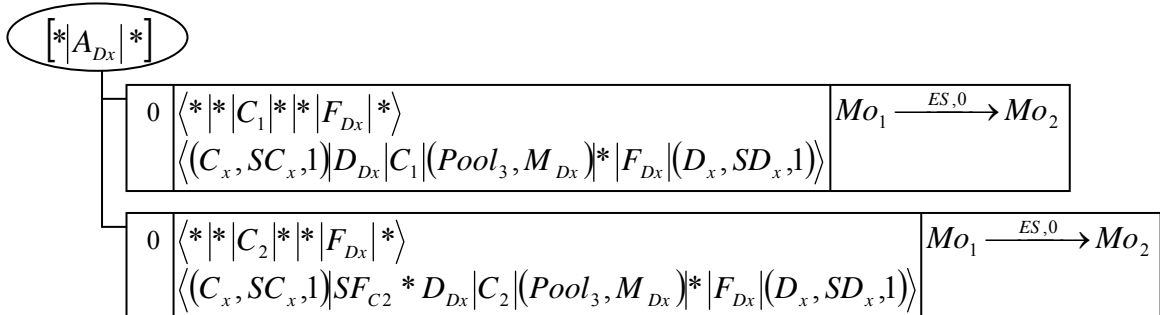 [*|A_{Dx}|*]
0 ⟨*|*|C_1|*|*|F_{Dx}|*⟩ Mo_1 \xrightarrow{ES,0} Mo_2
⟨(C_x, SC_x, 1)|D_{Dx}|C_1|(Pool_3, M_{Dx})|*|F_{Dx}|(D_x, SD_x, 1)⟩
0 ⟨*|*|C_2|*|*|F_{Dx}|*⟩ Mo_1 \xrightarrow{ES,0} Mo_2
⟨(C_x, SC_x, 1)|SF_{C2} * D_{Dx}|C_2|(Pool_3, M_{Dx})|*|F_{Dx}|(D_x, SD_x, 1)⟩